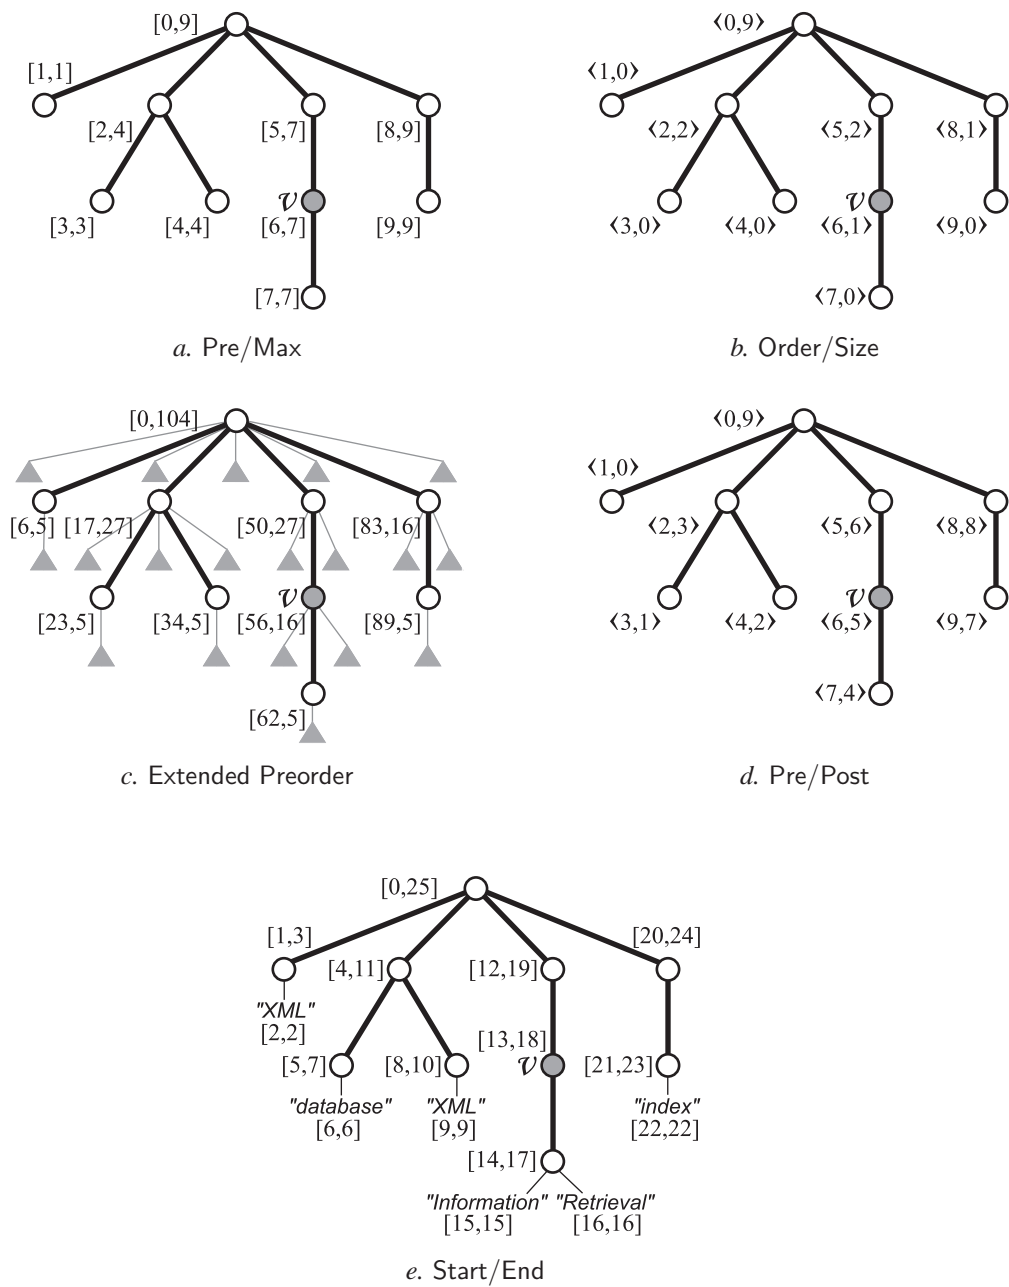 [0,9]
[1,1]
[2,4] [5,7] [8,9]
𝒱
[3,3] [4,4] [6,7] [9,9]
[7,7]
a. Pre/Max
‹0,9›
‹1,0›
‹2,2› ‹5,2› ‹8,1›
𝒱
‹3,0› ‹4,0› ‹6,1› ‹9,0›
‹7,0›
b. Order/Size
[0,104]
[6,5] [17,27] [50,27] [83,16]
𝒱
[23,5] [34,5] [56,16] [89,5]
[62,5]
c. Extended Preorder
‹0,9›
‹1,0›
‹2,3› ‹5,6› ‹8,8›
𝒱
‹3,1› ‹4,2› ‹6,5› ‹9,7›
‹7,4›
d. Pre/Post
[0,25]
[1,3] [20,24]
[4,11] [12,19]
"XML"
[2,2]
[13,18]
[5,7] [8,10] 𝒱 [21,23]
"database" "XML" "index"
[6,6] [9,9] [22,22]
[14,17]
"Information" "Retrieval"
[15,15] [16,16]
e. Start/End